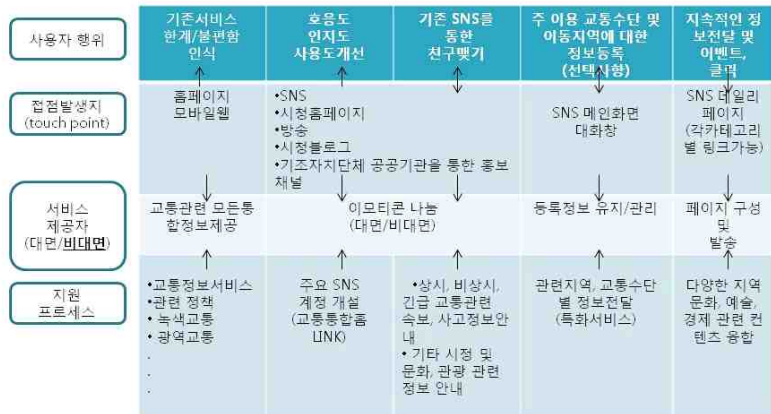 사용자 행위
기존서비스
한계/불편함
인식
호응도
인지도
사용도개선
기존 SNS를
통한
친구맺기
주 이용 교통수단 및
이동지역에 대한
정보등록
(선택사항)
지속적인 정
보전달 및
이벤트,
클릭
접점발생지
(touch point)
홈페이지
모바일웹
•SNS
•시청홈페이지
•방송
•시청블로그
•기조자치단체 공공기관을 통한 홍보
채널
SNS 메인화면
대화창
SNS 데일리
페이지
(각카테고리
별 링크가능)
서비스
제공자
(대면/비대면)
교통관련 모든통
합정보제공
이모티콘 나눔
(대면/비대면)
등록정보 유지/관리
페이지 구성
및
발송
지원
프로세스
•교통정보서비스
•관련 정책
• 녹색교통
• 광역교통
.
.
.
주요 SNS
계정 개설
(교통통합홈
LINK)
•상시, 비상시,
긴급 교통관련
속보, 사고정보안
내
• 기타 시정 및
문화, 관광 관련
정보 안내
관련지역, 교통수단
별 정보전달
(특화서비스)
다양한 지역
문화, 예술,
경제 관련 컨
텐츠 융합